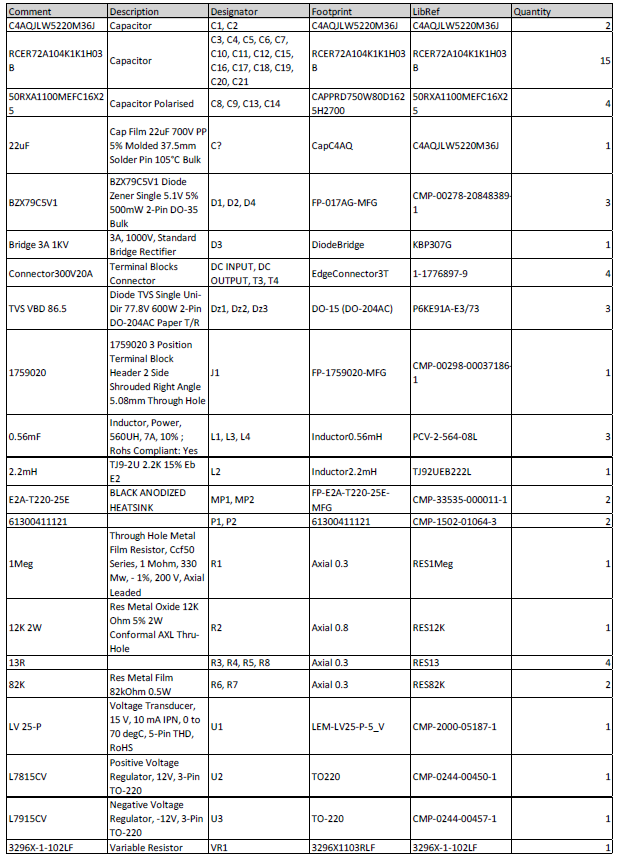 Comment Description Designator Footprint LibRef Quantity
C4AQJLW5220M36J Capacitor C1, C2 C4AQJLW5220M36J C4AQJLW5220M36J 2
RCER72A104K1K1H03
B
Capacitor
C3, C4, C5, C6, C7,
C10, C11, C12, C15,
C16, C17, C18, C19,
C20, C21
RCER72A104K1K1H03
B
RCER72A104K1K1H03
B
15
50RXA1100MEFC16X2
5
Capacitor Polarised C8, C9, C13, C14
CAPPRD750W80D162
5H2700
50RXA1100MEFC16X2
5
4
22uF
Cap Film 22uF 700V PP
5% Molded 37.5mm
Solder Pin 105°C Bulk
C? CapC4AQ C4AQJLW5220M36J 1
BZX79C5V1
BZX79C5V1 Diode
Zener Single 5.1V 5%
500mW 2-Pin DO-35
Bulk
D1, D2, D4 FP-017AG-MFG
CMP-00278-20848389-
1
3
Bridge 3A 1KV
3A, 1000V, Standard
Bridge Rectifier
D3 DiodeBridge KBP307G 1
Connector300V20A
Terminal Blocks
Connector
DC INPUT, DC
OUTPUT, T3, T4
EdgeConnector3T 1-1776897-9 4
TVS VBD 86.5
Diode TVS Single Uni-
Dir 77.8V 600W 2-Pin
DO-204AC Paper T/R
Dz1, Dz2, Dz3 DO-15 (DO-204AC) P6KE91A-E3/73 3
1759020
1759020 3 Position
Terminal Block
Header 2 Side
Shrouded Right Angle
5.08mm Through Hole
J1 FP-1759020-MFG
CMP-00298-00037186-
1
1
0.56mF
Inductor, Power,
560UH, 7A, 10% ;
Rohs Compliant: Yes
L1, L3, L4 Inductor0.56mH PCV-2-564-08L 3
2.2mH
TJ9-2U 2.2K 15% Eb
E2
L2 Inductor2.2mH TJ92UEB222L 1
E2A-T220-25E
BLACK ANODIZED
HEATSINK
MP1, MP2
FP-E2A-T220-25E-
MFG
CMP-33535-000011-1 2
61300411121 P1, P2 61300411121 CMP-1502-01064-3 2
1Meg
Through Hole Metal
Film Resistor, Ccf50
Series, 1 Mohm, 330
Mw, - 1%, 200 V, Axial
Leaded
R1 Axial 0.3 RES1Meg 1
12K 2W
Res Metal Oxide 12K
Ohm 5% 2W
Conformal AXL Thru-
Hole
R2 Axial 0.8 RES12K 1
13R R3, R4, R5, R8 Axial 0.3 RES13 4
82K
Res Metal Film
82kOhm 0.5W
R6, R7 Axial 0.3 RES82K 2
LV 25-P
Voltage Transducer,
15 V, 10 mA IPN, 0 to
70 degC, 5-Pin THD,
RoHS
U1 LEM-LV25-P-5_V CMP-2000-05187-1 1
L7815CV
Positive Voltage
Regulator, 12V, 3-Pin
TO-220
U2 TO220 CMP-0244-00450-1 1
L7915CV
Negative Voltage
Regulator, -12V, 3-Pin
TO-220
U3 TO-220 CMP-0244-00457-1 1
3296X-1-102LF Variable Resistor VR1 3296X1103RLF 3296X-1-102LF 1